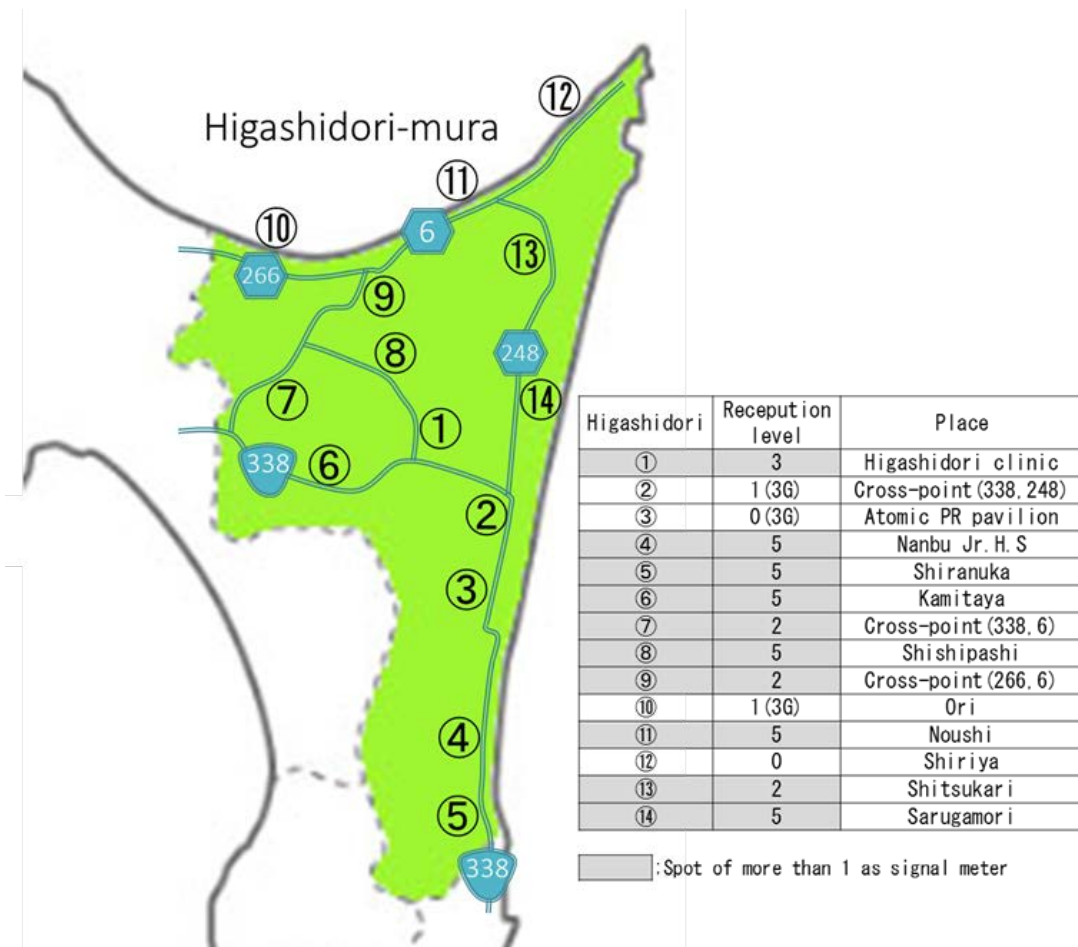 Higashidori-mura
⑫
⑪
6
⑩
266
⑬
⑨
⑧
248
⑦
⑭
①
338
⑥
②
③
④
⑤
338
Higashidori Recepution level Place
① 3 Higashidori clinic
② 1(3G) Cross-point(338,248)
③ 0(3G) Atomic PR pavilion
④ 5 Nanbu Jr.H.S
⑤ 5 Shiranuka
⑥ 5 Kamitaya
⑦ 2 Cross-point(338,6)
⑧ 5 Shishipashi
⑨ 2 Cross-point(266,6)
⑩ 1(3G) Ori
⑪ 5 Noushi
⑫ 0 Shiriya
⑬ 2 Shitsukari
⑭ 5 Sarugamori
:Spot of more than 1 as signal meter